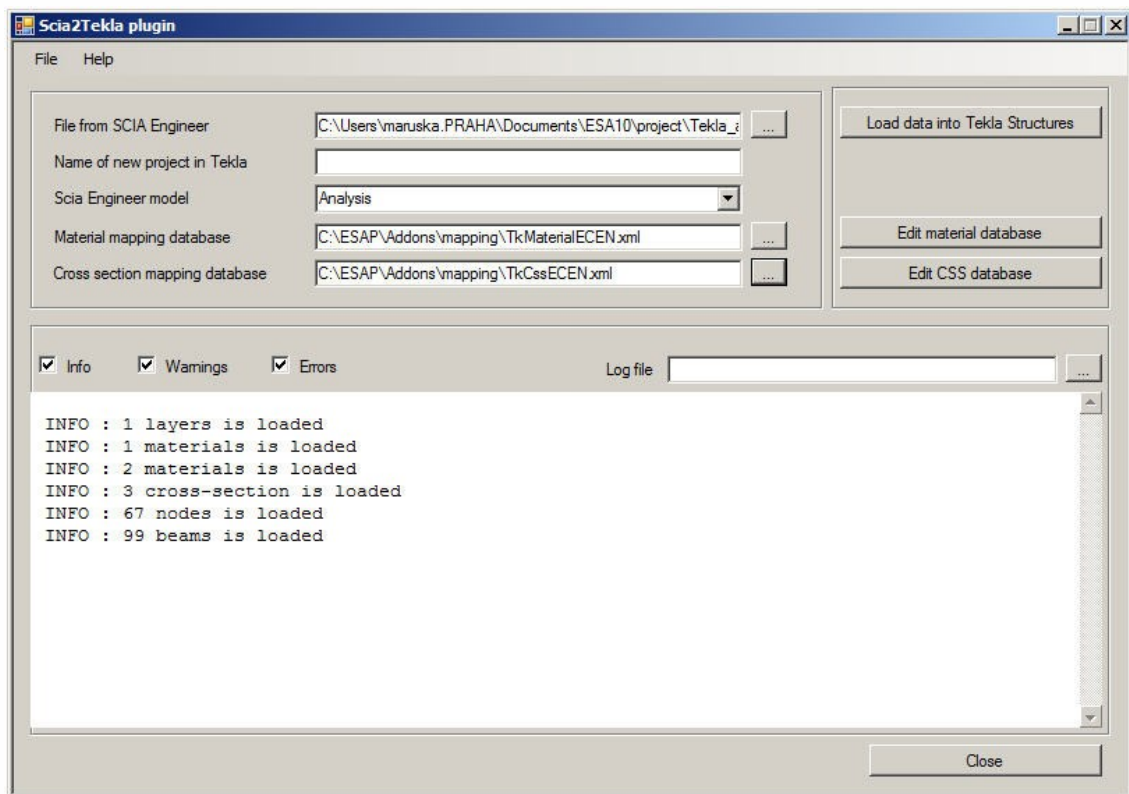 Scia2Tekla plugin
File Help
File from SCIA Engineer C:\Users\maruska.PRAHA\Documents\ESA10\project\Tekla_a ... Load data into Tekla Structures
Name of new project in Tekla
Scia Engineer model Analysis
Material mapping database C:\ESAP\Addons\mapping\TkMaterialECEN.xml ... Edit material database
Cross section mapping database C:\ESAP\Addons\mapping\TkCssECEN.xml ... Edit CSS database
Info Warnings Errors Log file ...
INFO : 1 layers is loaded
INFO : 1 materials is loaded
INFO : 2 materials is loaded
INFO : 3 cross-section is loaded
INFO : 67 nodes is loaded
INFO : 99 beams is loaded
Close